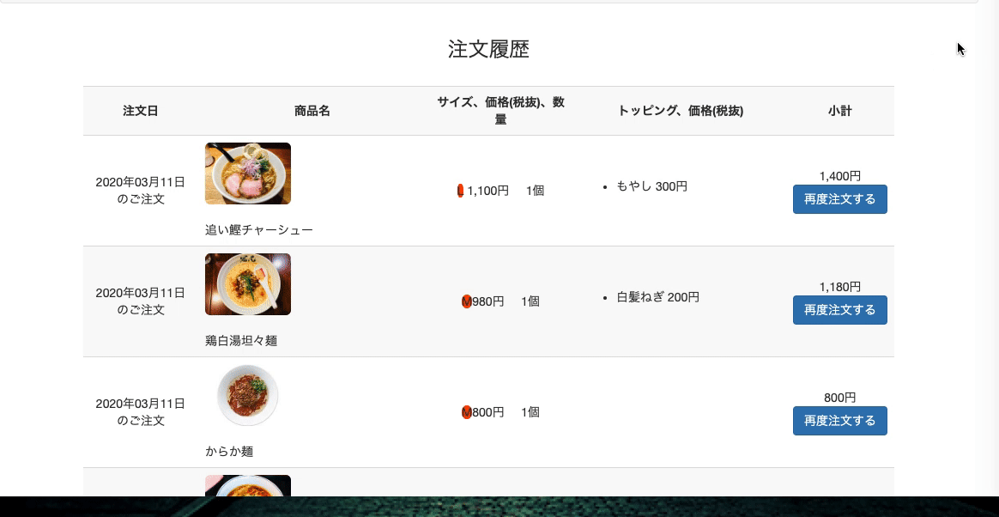 注文履歴
注文日
商品名
サイズ、価格(税抜)、数
量
トッピング、価格(税抜)
小計
2020年03月11日
のご注文
追い鰹チャーシュー
L 1,100円 1個
もやし 300円
1,400円
再度注文する
2020年03月11日
のご注文
鶏白湯坦々麺
M980円 1個
白髪ねぎ 200円
1,180円
再度注文する
2020年03月11日
のご注文
からか麺
M800円 1個
800円
再度注文する